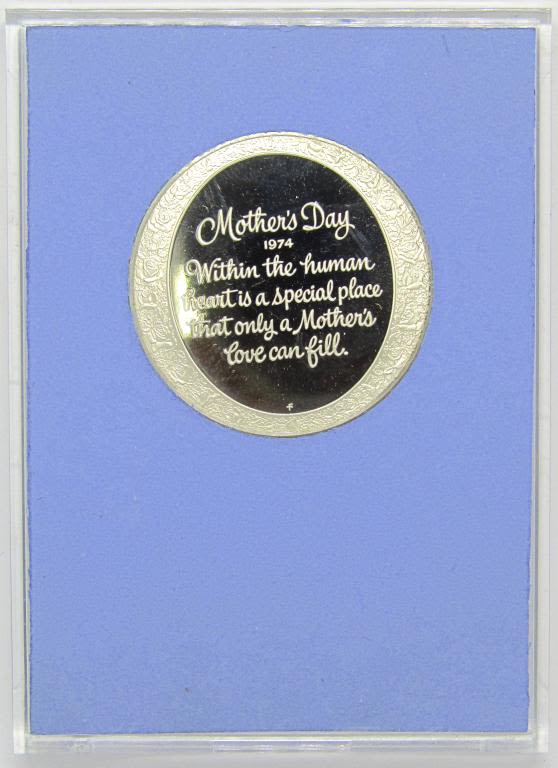 Mother's Day
1974
Within the human
heart is a special place
that only a Mother's
love can fill.